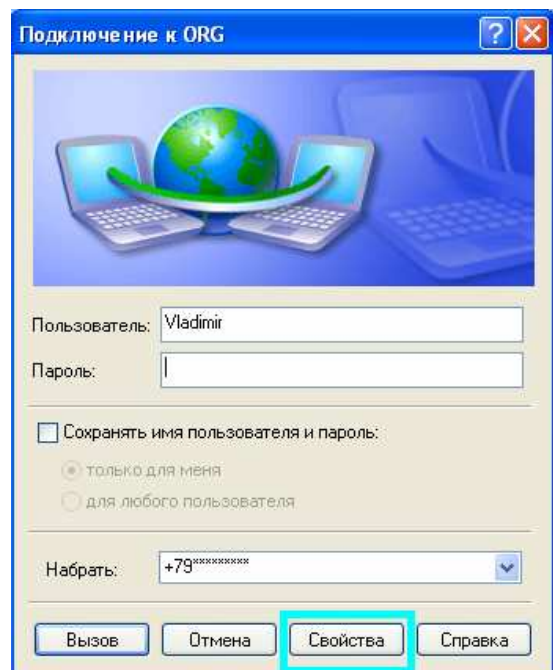 Подключение к ORG
Пользователь: Vladimir
Пароль:
Сохранять имя пользователя и пароль:
только для меня
для любого пользователя
Набрать: +79*********
Вызов Отмена Свойства Справка